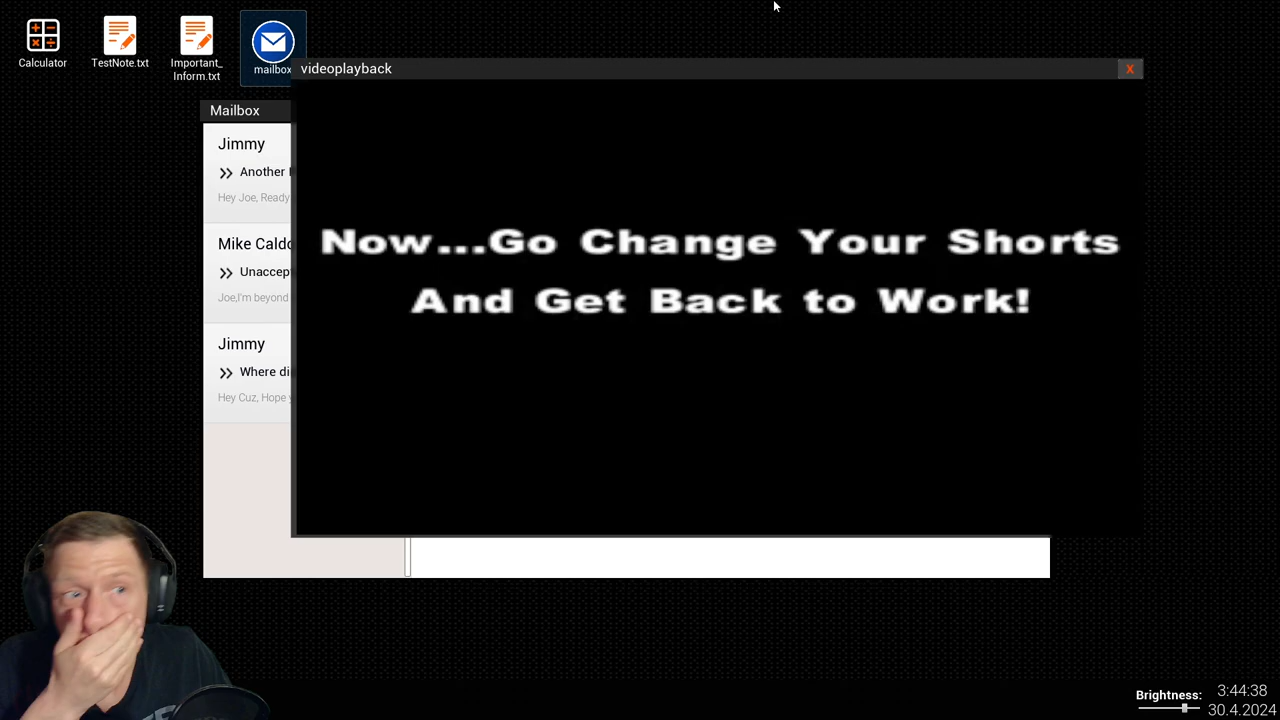 Calculator
TestNote.txt
Important_
Inform.txt
mailbox
videoplayback
X
Mailbox
Jimmy
Another
Hey Joe, Ready
Mike Caldo
Unaccep
Joe,I'm beyond
Jimmy
Where di
Hey Cuz, Hope
Now...Go Change Your Shorts
And Get Back to Work!
Brightness:
3:44:38
30.4.2024